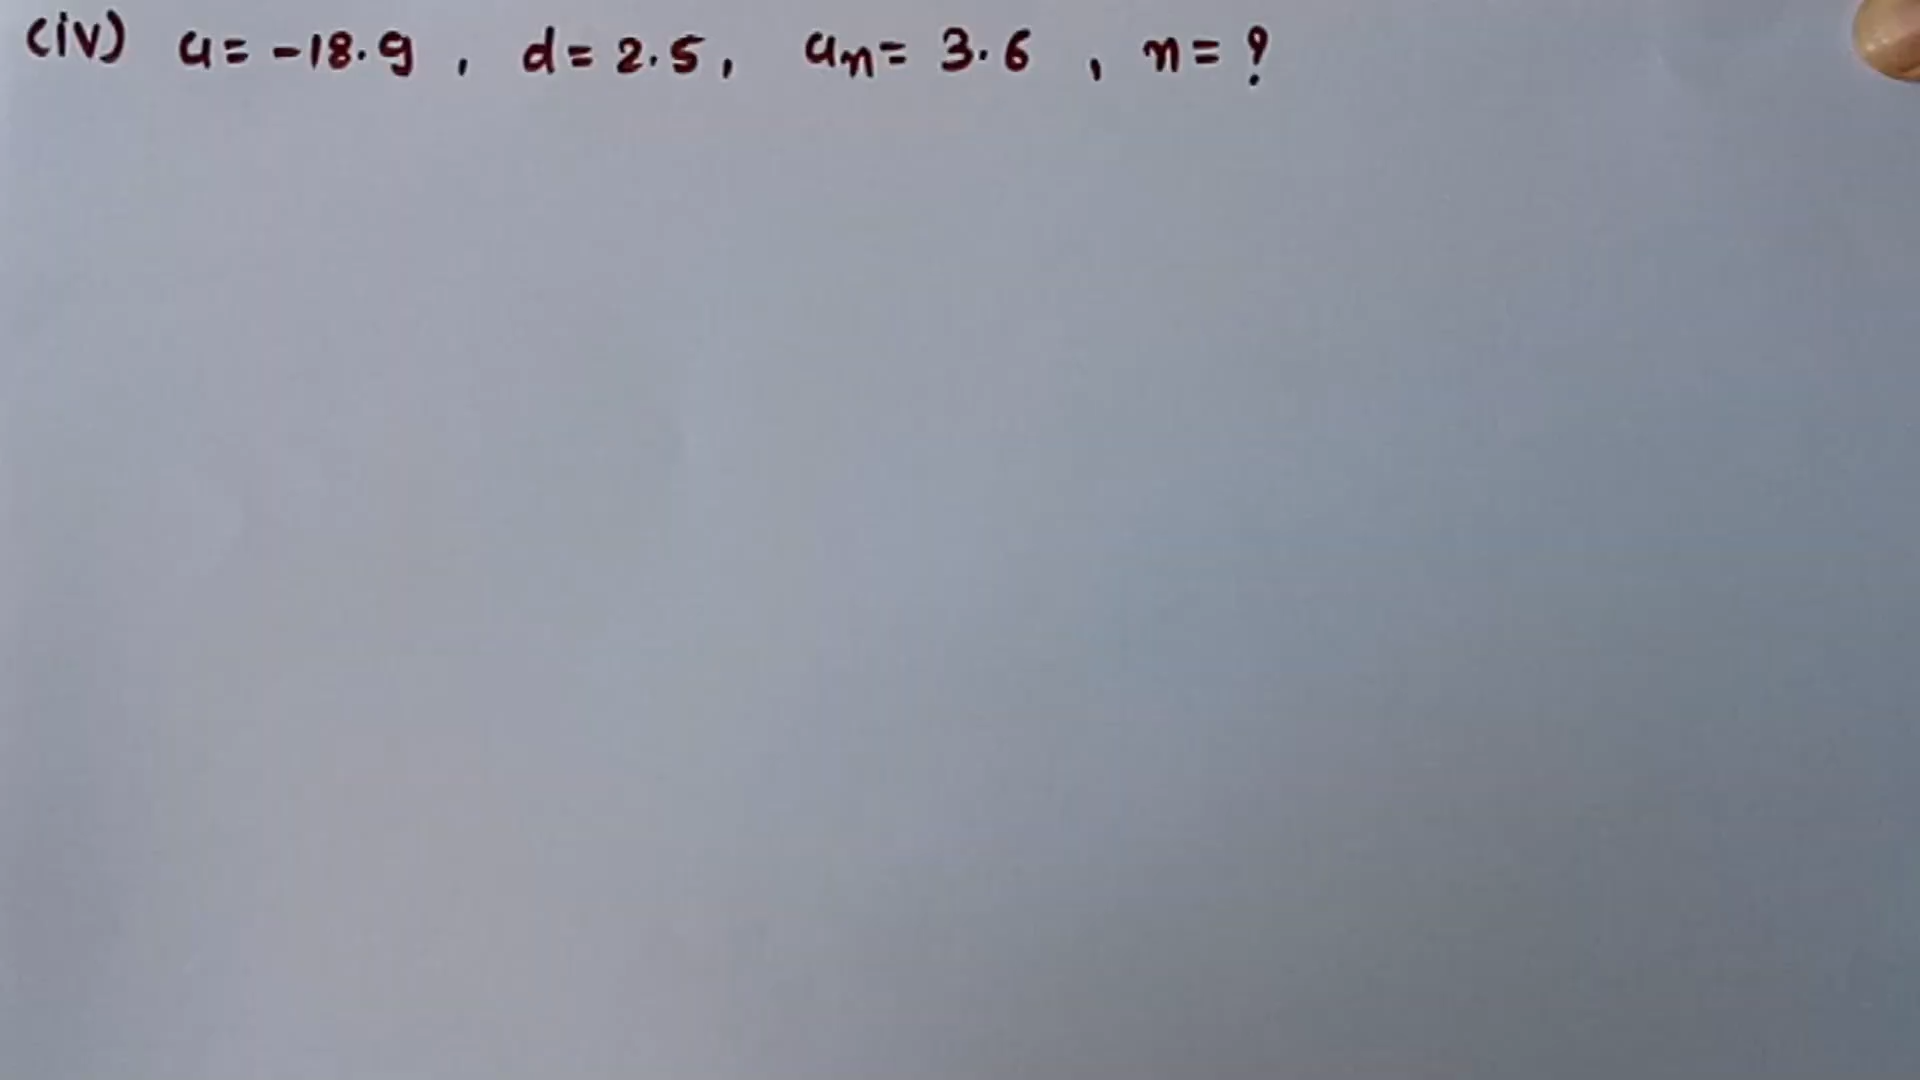 (iv) a = -18.9 , d = 2.5, an = 3.6 , n = ?